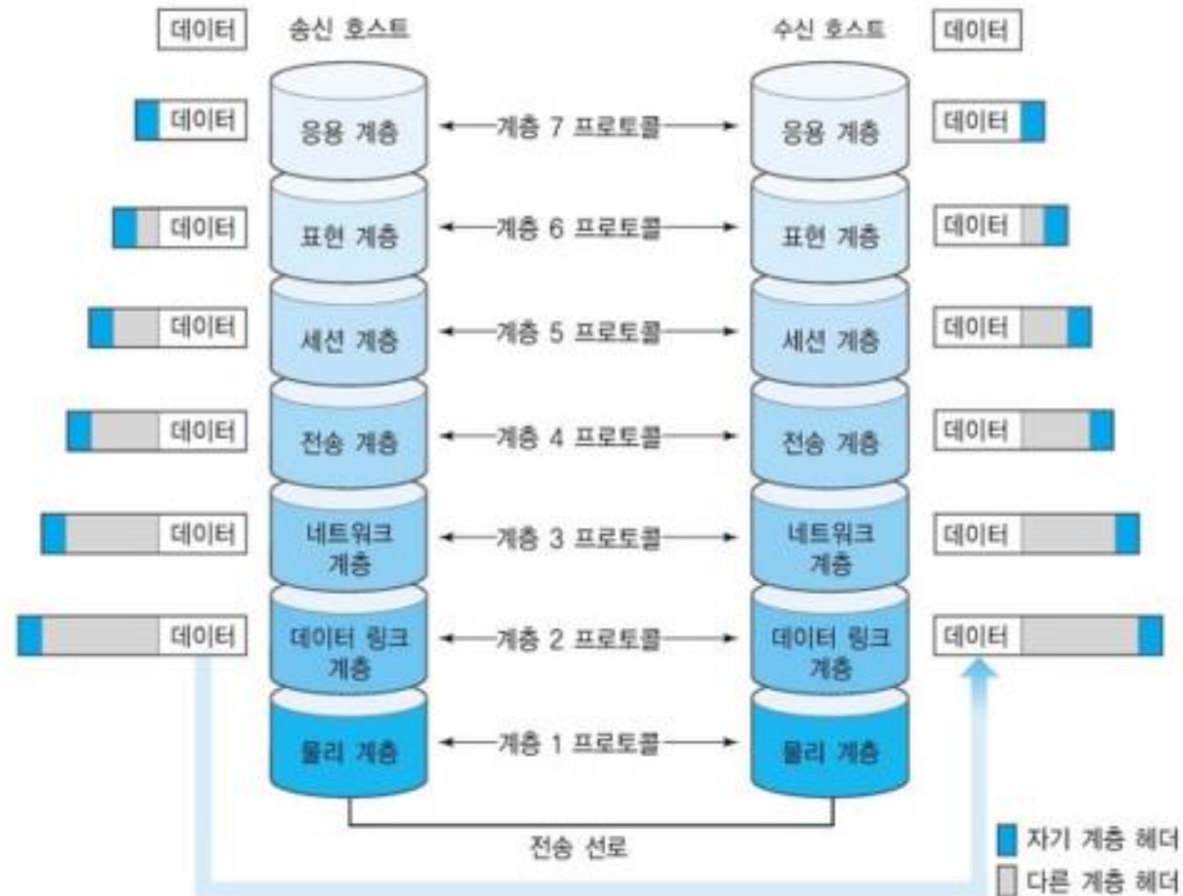 데이터 송신 호스트 수신 호스트 데이터
데이터 응용 계층 계층 7 프로토콜 응용 계층 데이터
데이터 표현 계층 계층 6 프로토콜 표현 계층 데이터
데이터 세션 계층 계층 5 프로토콜 세션 계층 데이터
데이터 전송 계층 계층 4 프로토콜 전송 계층 데이터
데이터 네트워크 계층 3 프로토콜 네트워크 데이터
계층 계층
데이터 데이터 링크 계층 2 프로토콜 데이터 링크 데이터
계층 계층
물리 계층 계층 1 프로토콜 물리 계층
전송 선로
자기 계층 헤더
다른 계층 헤더